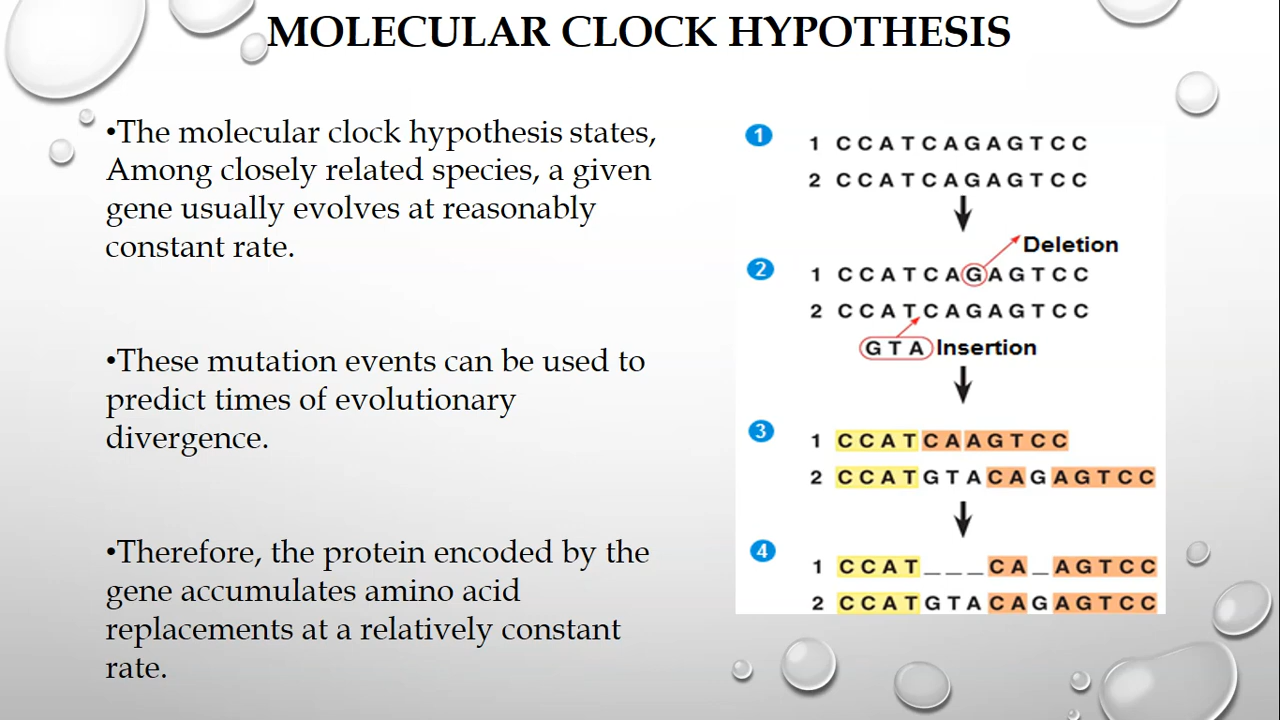 MOLECULAR CLOCK HYPOTHESIS
•The molecular clock hypothesis states,
Among closely related species, a given
gene usually evolves at reasonably
constant rate.
•These mutation events can be used to
predict times of evolutionary
divergence.
•Therefore, the protein encoded by the
gene accumulates amino acid
replacements at a relatively constant
rate.
1
1 C C A T C A G A G T C C
2 C C A T C A G A G T C C
Deletion
2
1 C C A T C A G A G T C C
2 C C A T C A G A G T C C
G T A Insertion
3
1 C C A T C A A G T C C
2 C C A T G T A C A G A G T C C
4
1 C C A T _ _ _ C A _ A G T C C
2 C C A T G T A C A G A G T C C